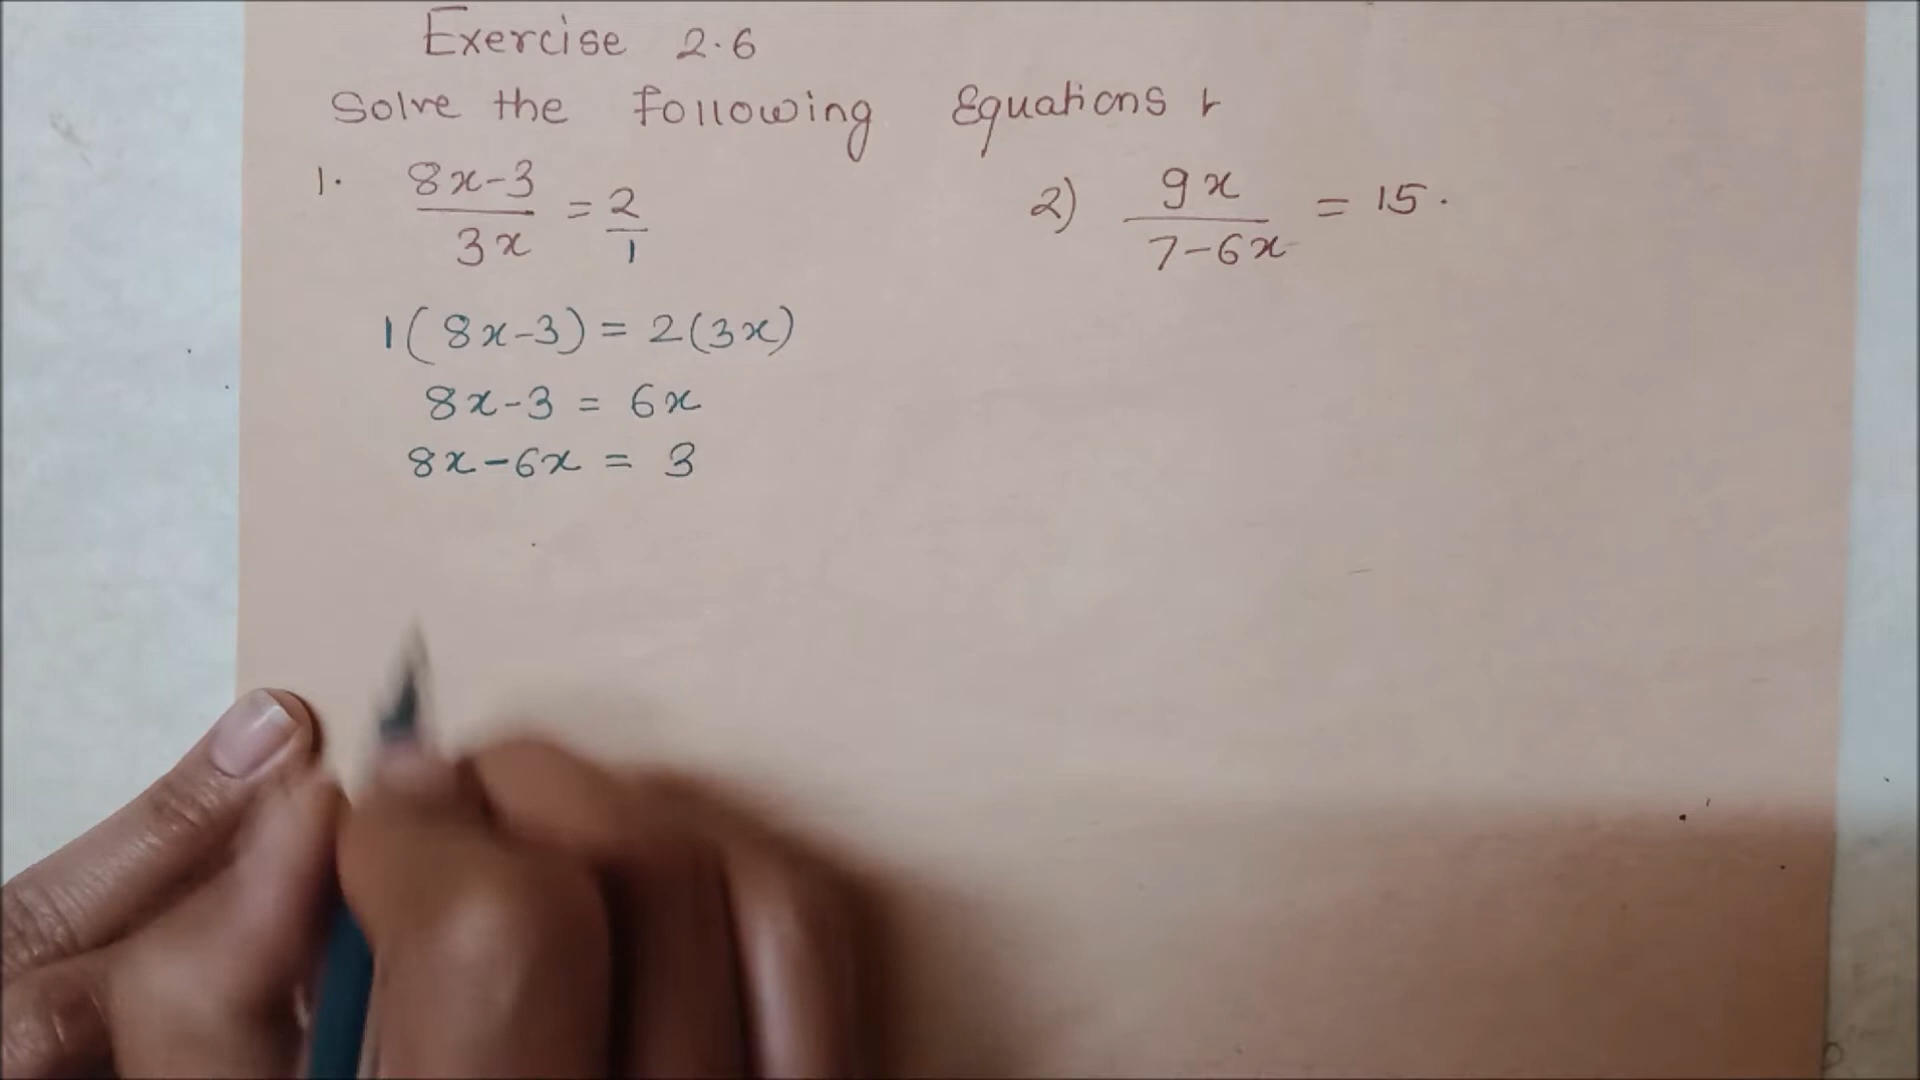 Exercise 2.6
Solve the following Equations
1. 8x-3/3x = 2/1
1(8x-3) = 2(3x)
8x-3 = 6x
8x-6x = 3
2) 9x/7-6x = 15.